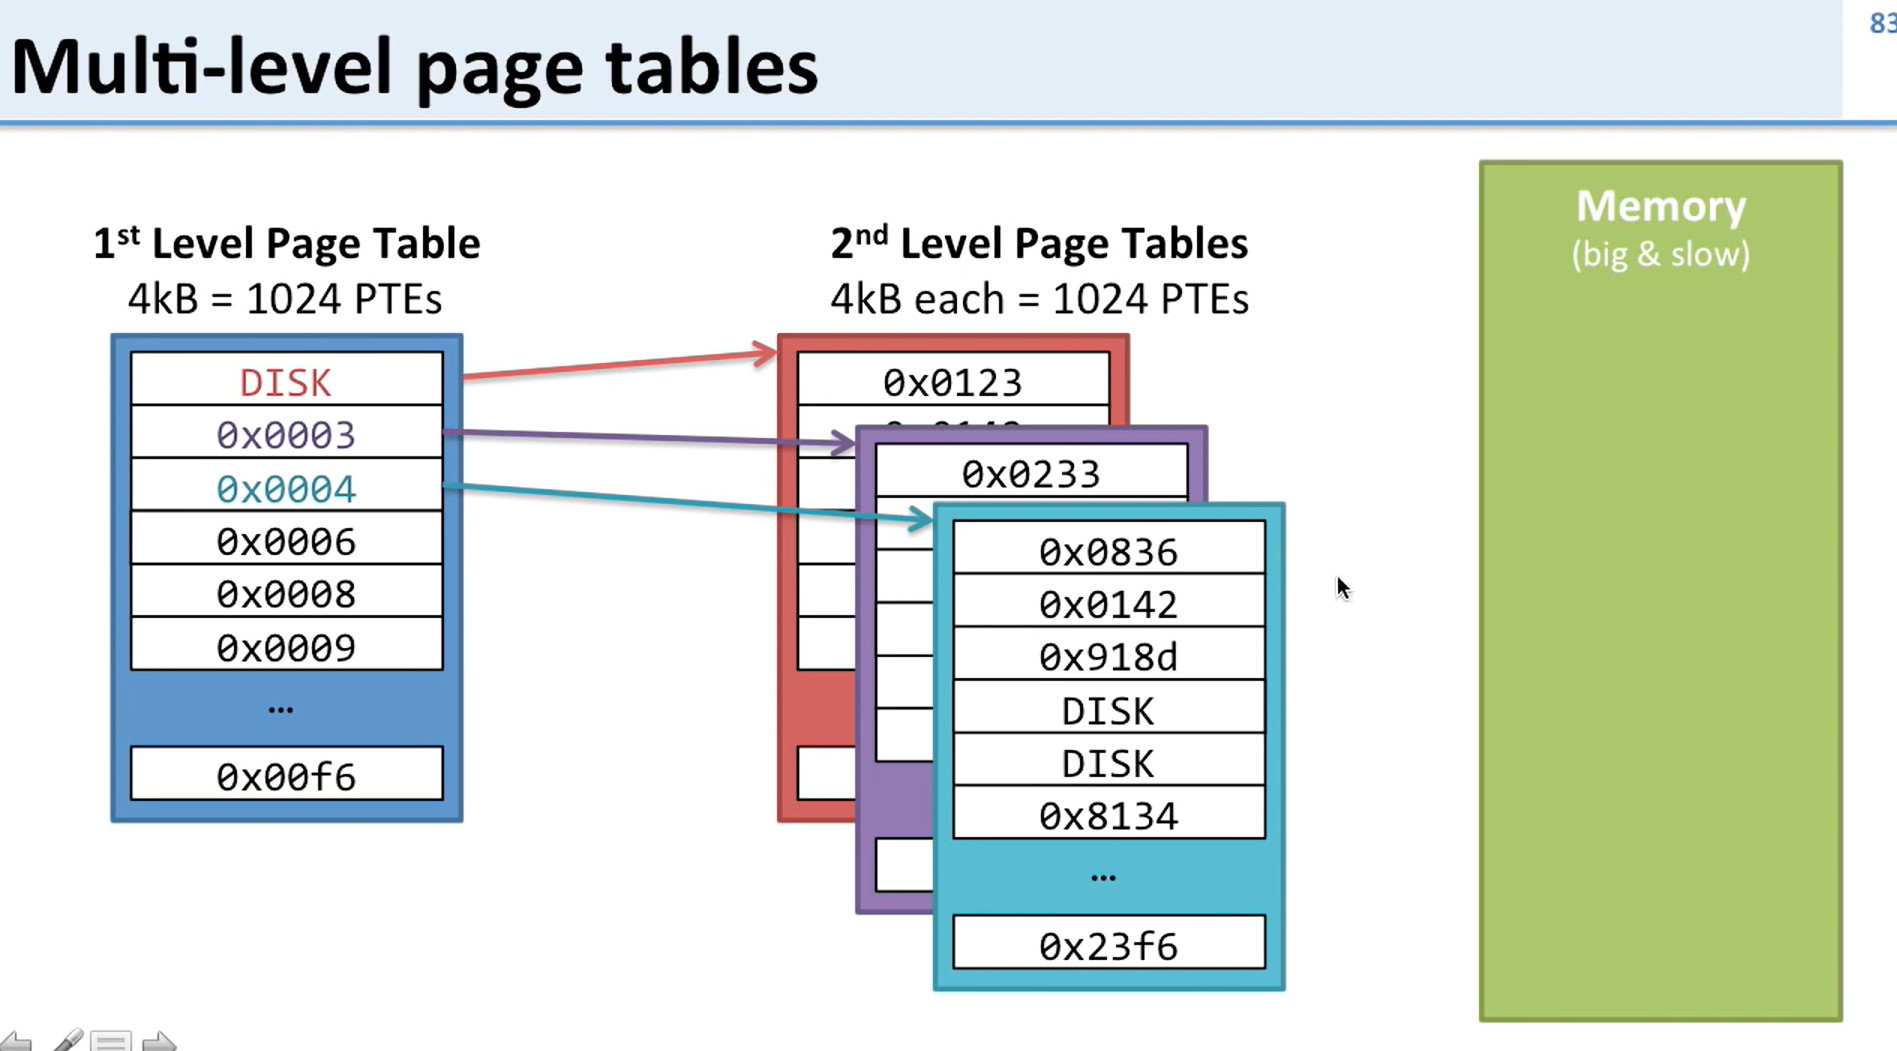 Multi-level page tables
83
1st Level Page Table
4kB = 1024 PTEs
DISK
0x0003
0x0004
0x0006
0x0008
0x0009
...
0x00f6
2nd Level Page Tables
4kB each = 1024 PTEs
0x0123
0x0233
0x0836
0x0142
0x918d
DISK
DISK
0x8134
...
0x23f6
Memory
(big & slow)